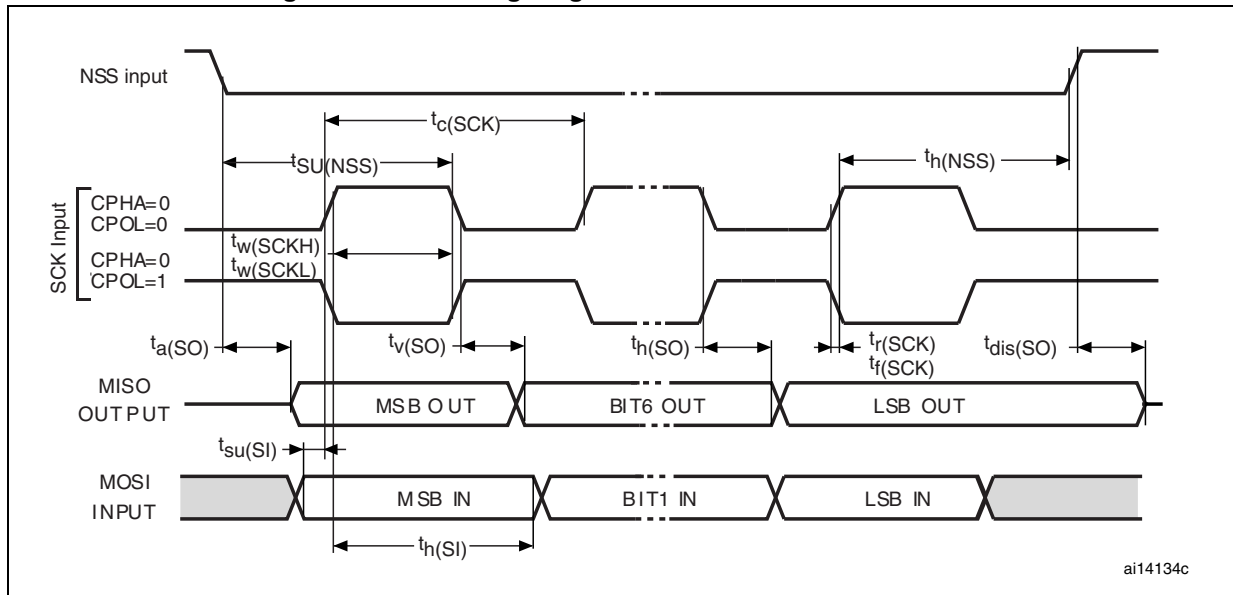 NSS input
tc(SCK)
tSU(NSS)
th(NSS)
SCK Input
CPHA=0
CPOL=0
tw(SCKH)
CPHA=0
tw(SCKL)
CPOL=1
ta(SO)
tv(SO)
th(SO)
tr(SCK)
tf(SCK)
tdis(SO)
MISO
OUTPUT
MSB OUT
BIT6 OUT
LSB OUT
tsu(SI)
MOSI
INPUT
MSB IN
BIT1 IN
LSB IN
th(SI)
ai14134c